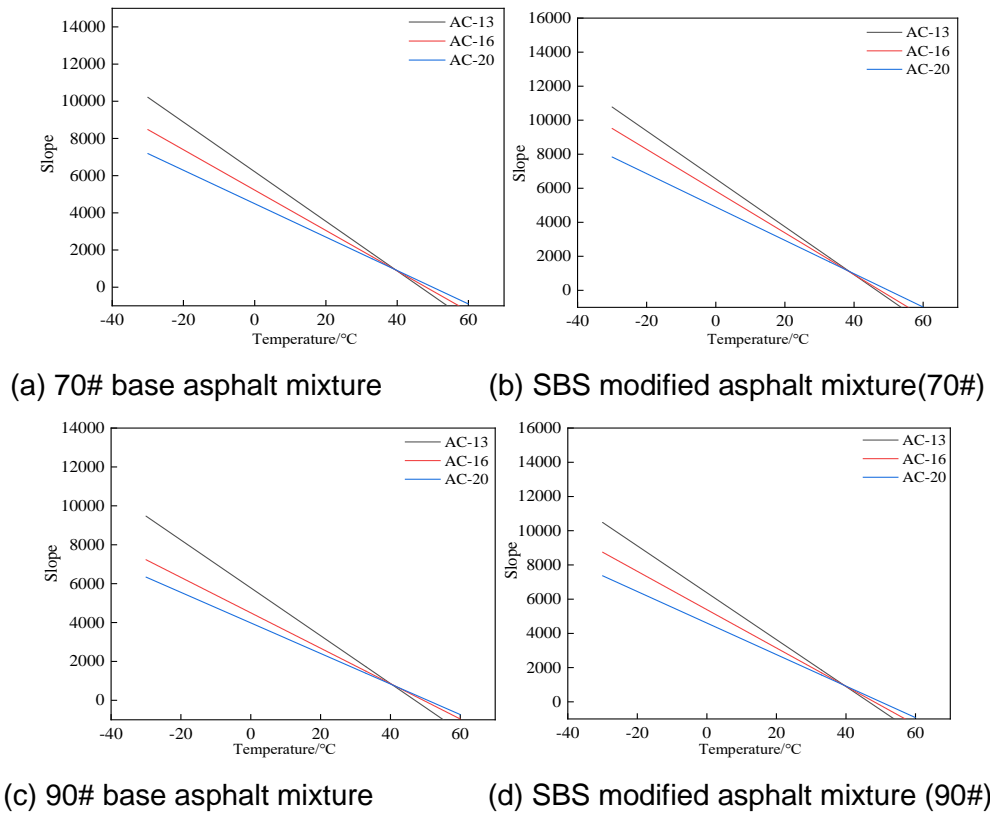 14000
12000
10000
8000
6000
4000
2000
0
Slope
-40 -20 0 20 40 60
Temperature/°C
AC-13
AC-16
AC-20
16000
14000
12000
10000
8000
6000
4000
2000
0
Slope
-40 -20 0 20 40 60
Temperature/°C
AC-13
AC-16
AC-20
(a) 70# base asphalt mixture
(b) SBS modified asphalt mixture(70#)
14000
12000
10000
8000
6000
4000
2000
0
Slope
-40 -20 0 20 40 60
Temperature/°C
AC-13
AC-16
AC-20
16000
14000
12000
10000
8000
6000
4000
2000
0
Slope
-40 -20 0 20 40 60
Temperature/°C
AC-13
AC-16
AC-20
(c) 90# base asphalt mixture
(d) SBS modified asphalt mixture (90#)